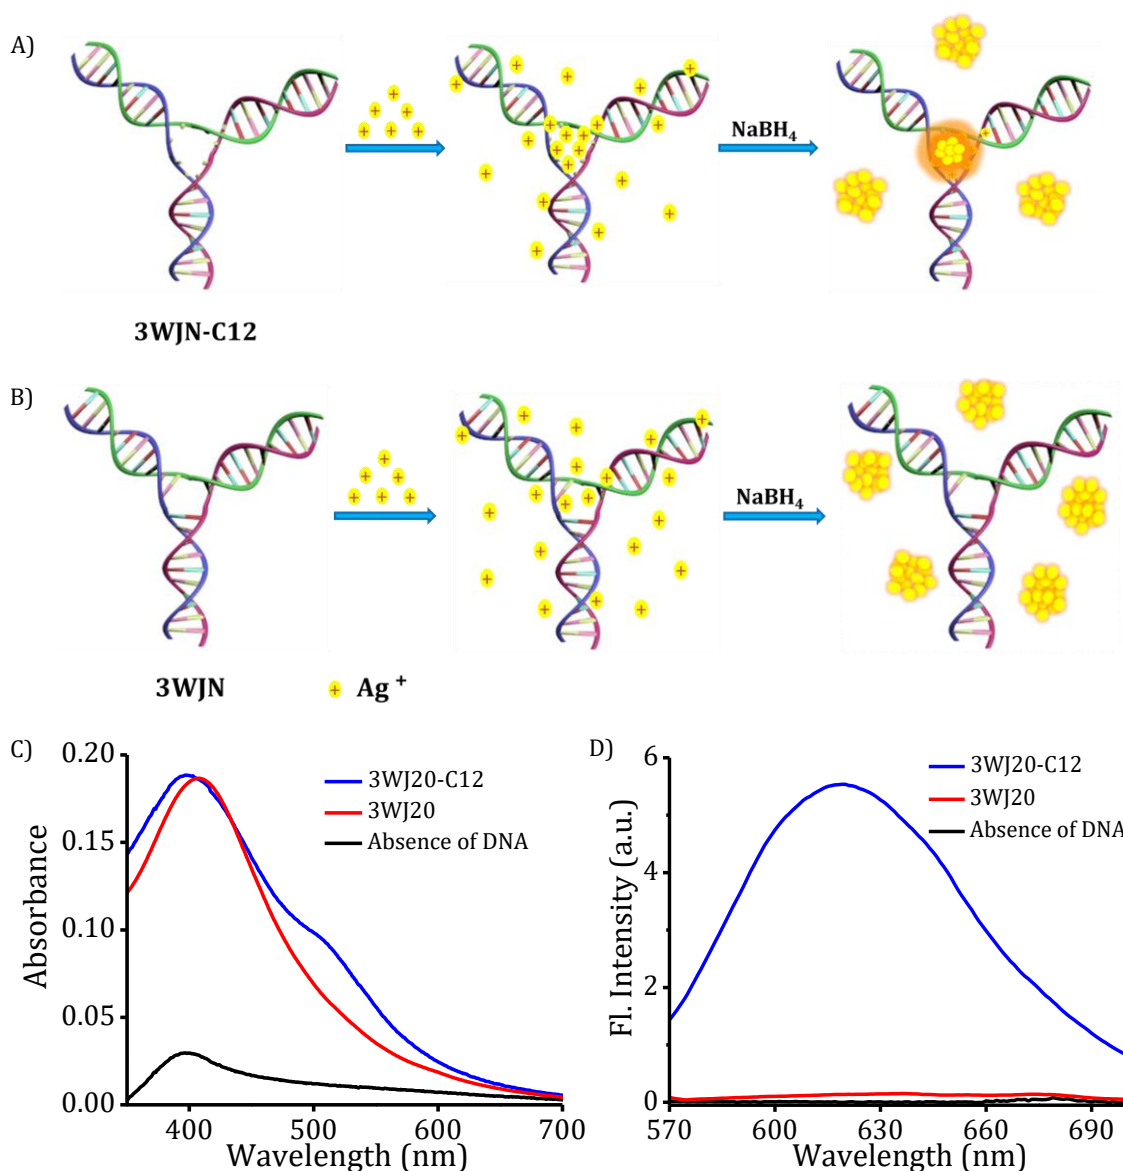 A)
NaBH4
3WJN-C12
B)
NaBH4
3WJN
+ Ag +
C)
0.20
0.15
0.10
0.05
0.00
Absorbance
3WJ20-C12
3WJ20
Absence of DNA
400
500
600
700
Wavelength (nm)
D)
6
4
2
0
Fl. Intensity (a.u.)
3WJ20-C12
3WJ20
Absence of DNA
570
600
630
660
690
Wavelength (nm)